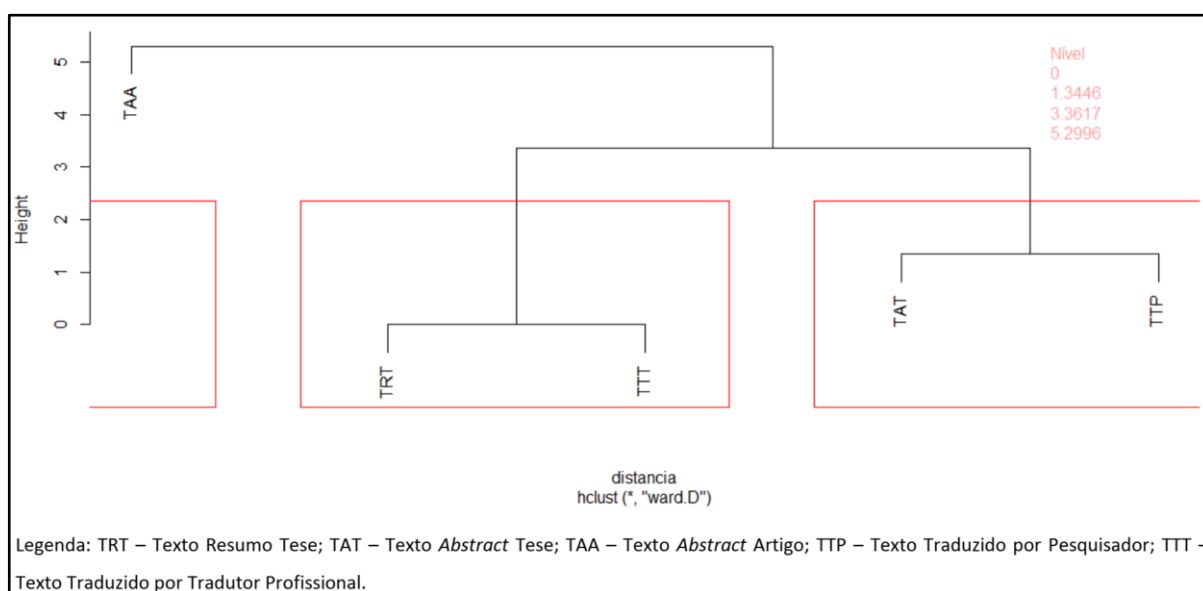 Nível
0
1.3446
3.3617
5.2996
5
4
3
2
1
0
Height
TAA
TRT
TTT
TAT
TTP
distancia
hclust (*, "ward.D")
Legenda: TRT – Texto Resumo Tese; TAT – Texto Abstract Tese; TAA – Texto Abstract Artigo; TTP – Texto Traduzido por Pesquisador; TTT –
Texto Traduzido por Tradutor Profissional.